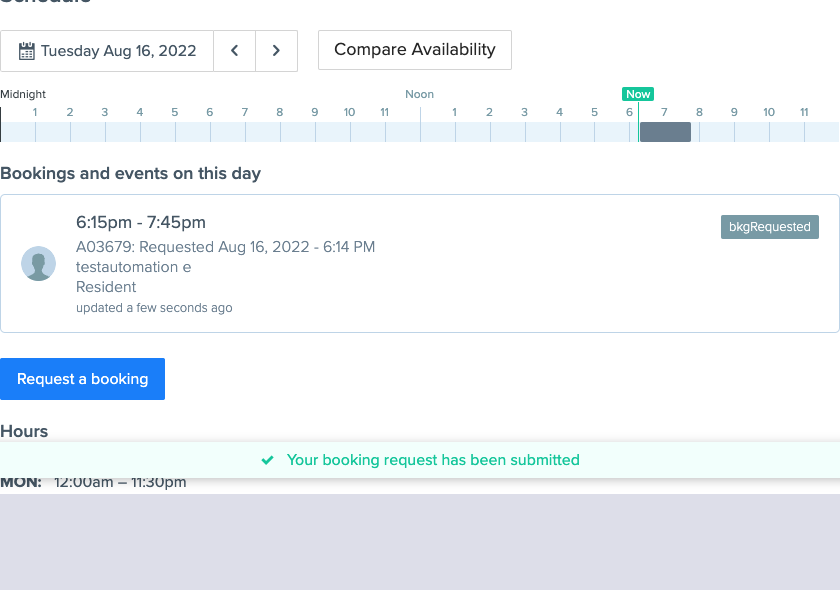 Tuesday Aug 16, 2022
Compare Availability
Midnight Noon Now
1 2 3 4 5 6 7 8 9 10 11 1 2 3 4 5 6 7 8 9 10 11
Bookings and events on this day
6:15pm - 7:45pm
bkgRequested
A03679: Requested Aug 16, 2022 - 6:14 PM
testautomation e
Resident
updated a few seconds ago
Request a booking
Hours
Your booking request has been submitted
MON: 12:00am – 11:30pm